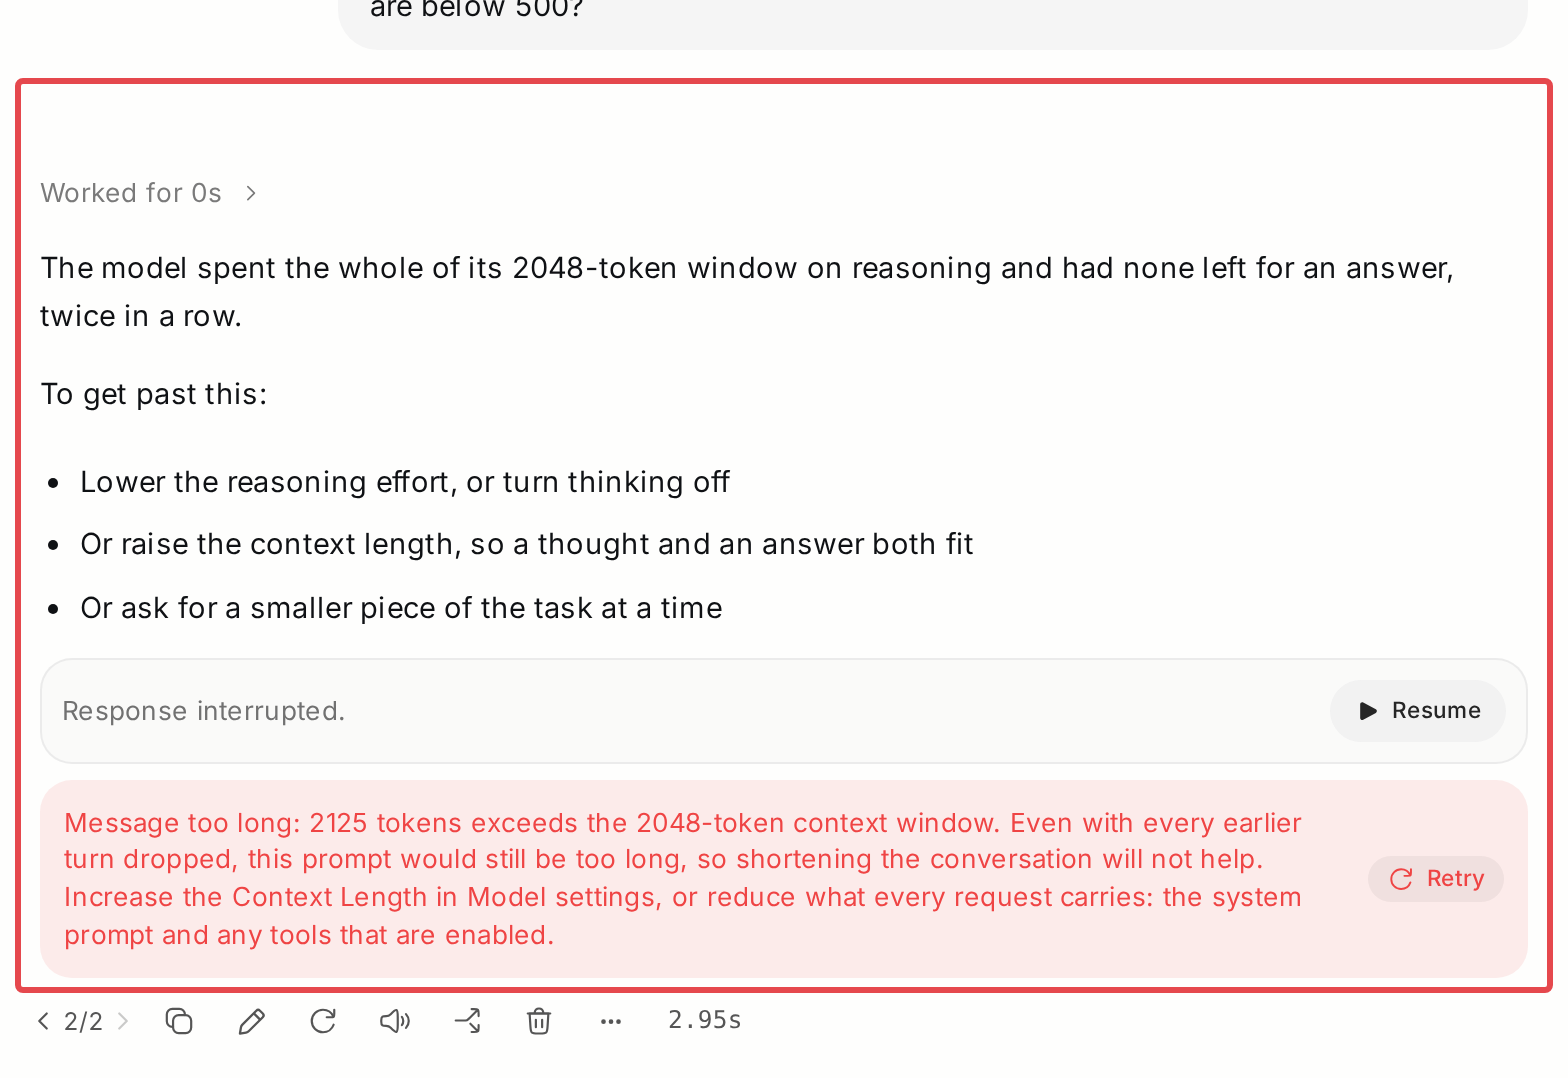 are below 500?
Worked for 0s
The model spent the whole of its 2048-token window on reasoning and had none left for an answer,
twice in a row.
To get past this:
• Lower the reasoning effort, or turn thinking off
• Or raise the context length, so a thought and an answer both fit
• Or ask for a smaller piece of the task at a time
Response interrupted.
Resume
Message too long: 2125 tokens exceeds the 2048-token context window. Even with every earlier
turn dropped, this prompt would still be too long, so shortening the conversation will not help.
Increase the Context Length in Model settings, or reduce what every request carries: the system
prompt and any tools that are enabled.
Retry
2/2
2.95s